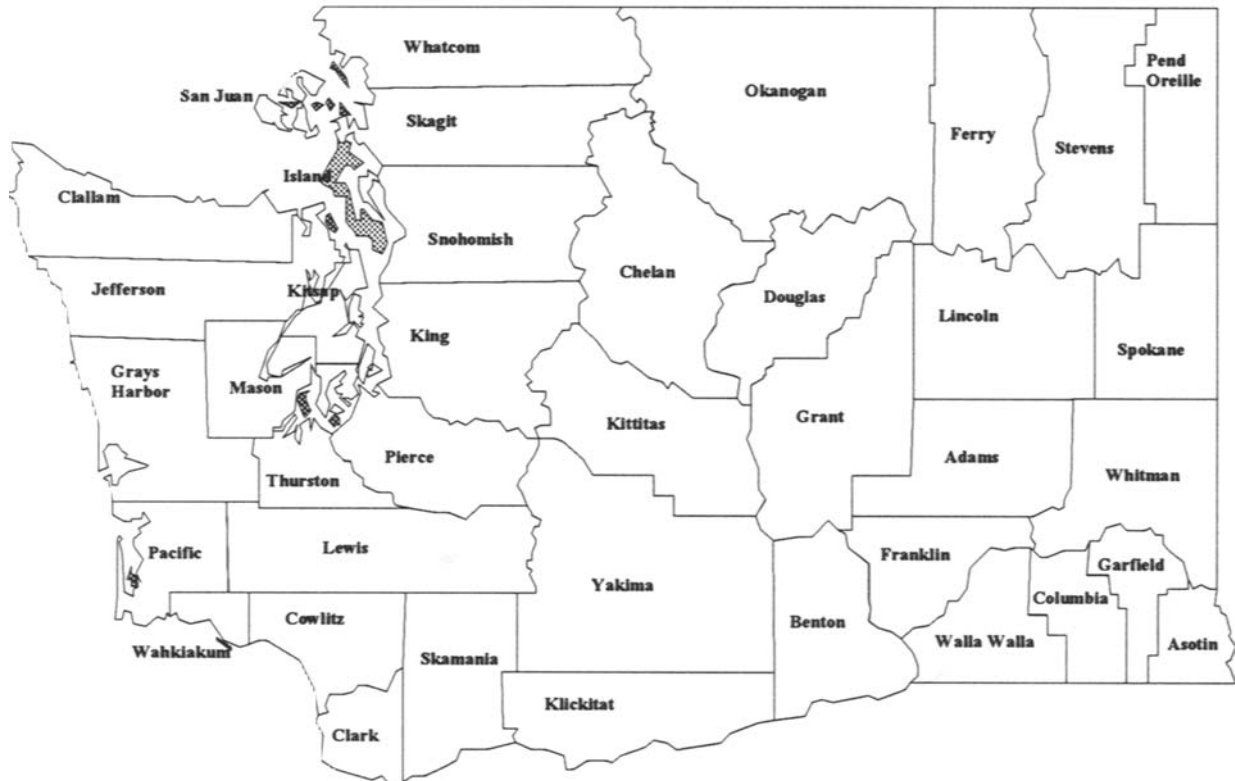 Whatcom
Pend
Oreille
Okanogan
San Juan
Skagit
Ferry
Stevens
Island
Clallam
Snohomish
Chelan
Jefferson
Kitsap
Douglas
Lincoln
King
Spokane
Grays
Harbor
Mason
Grant
Kittitas
Pierce
Adams
Thurston
Whitman
Lewis
Pacific
Franklin
Garfield
Yakima
Columbia
Cowlitz
Benton
Wahkiakum
Skamania
Walla Walla
Asotin
Klickitat
Clark